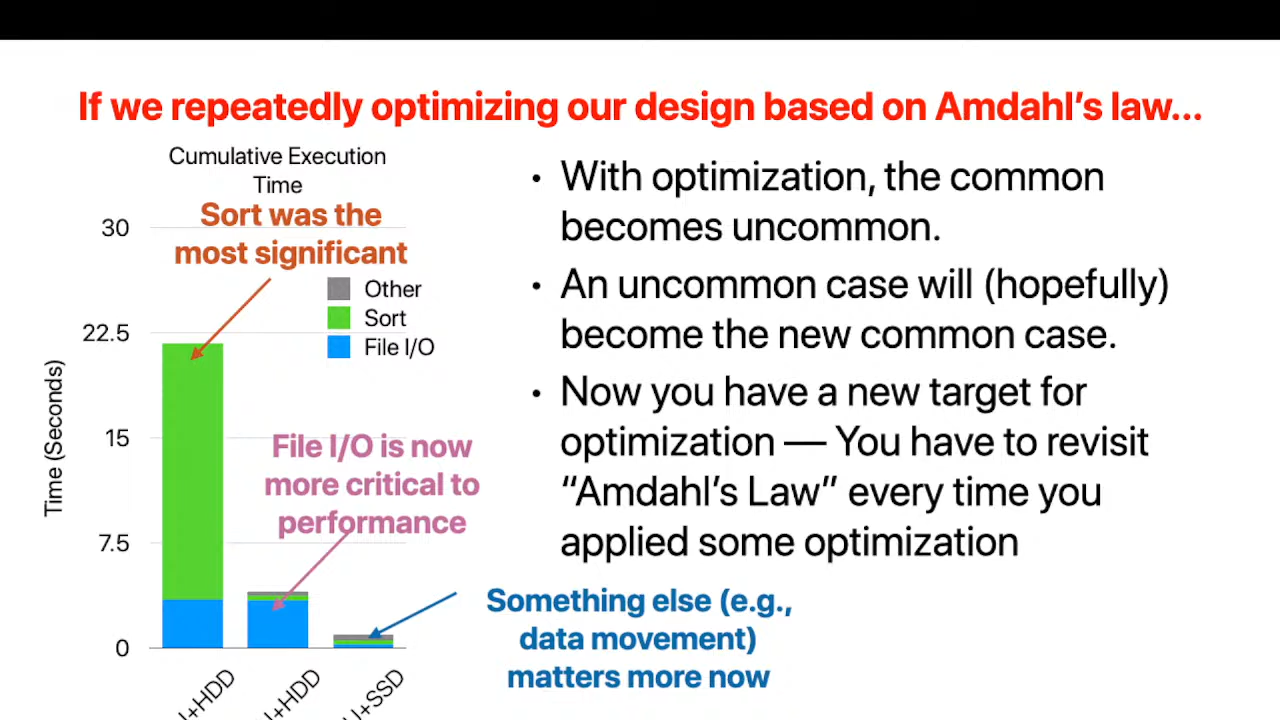 If we repeatedly optimizing our design based on Amdahl's law...
Cumulative Execution
Time
Sort was the
most significant
30
22.5
15
7.5
0
Time (Seconds)
Other
Sort
File I/O
File I/O is now
more critical to
performance
Something else (e.g.,
data movement)
matters more now
+HDD
+HDD
+SSD
• With optimization, the common
becomes uncommon.
• An uncommon case will (hopefully)
become the new common case.
• Now you have a new target for
optimization — You have to revisit
“Amdahl's Law” every time you
applied some optimization